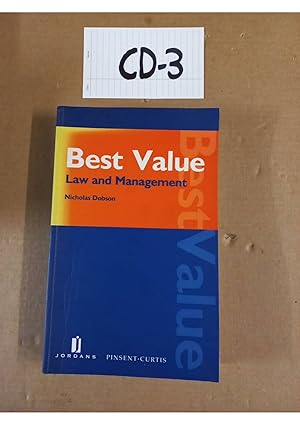 CD-3
Best Value
Law and Management
Nicholas Dobson
Best Value
JORDANS
PINSENT·CURTIS